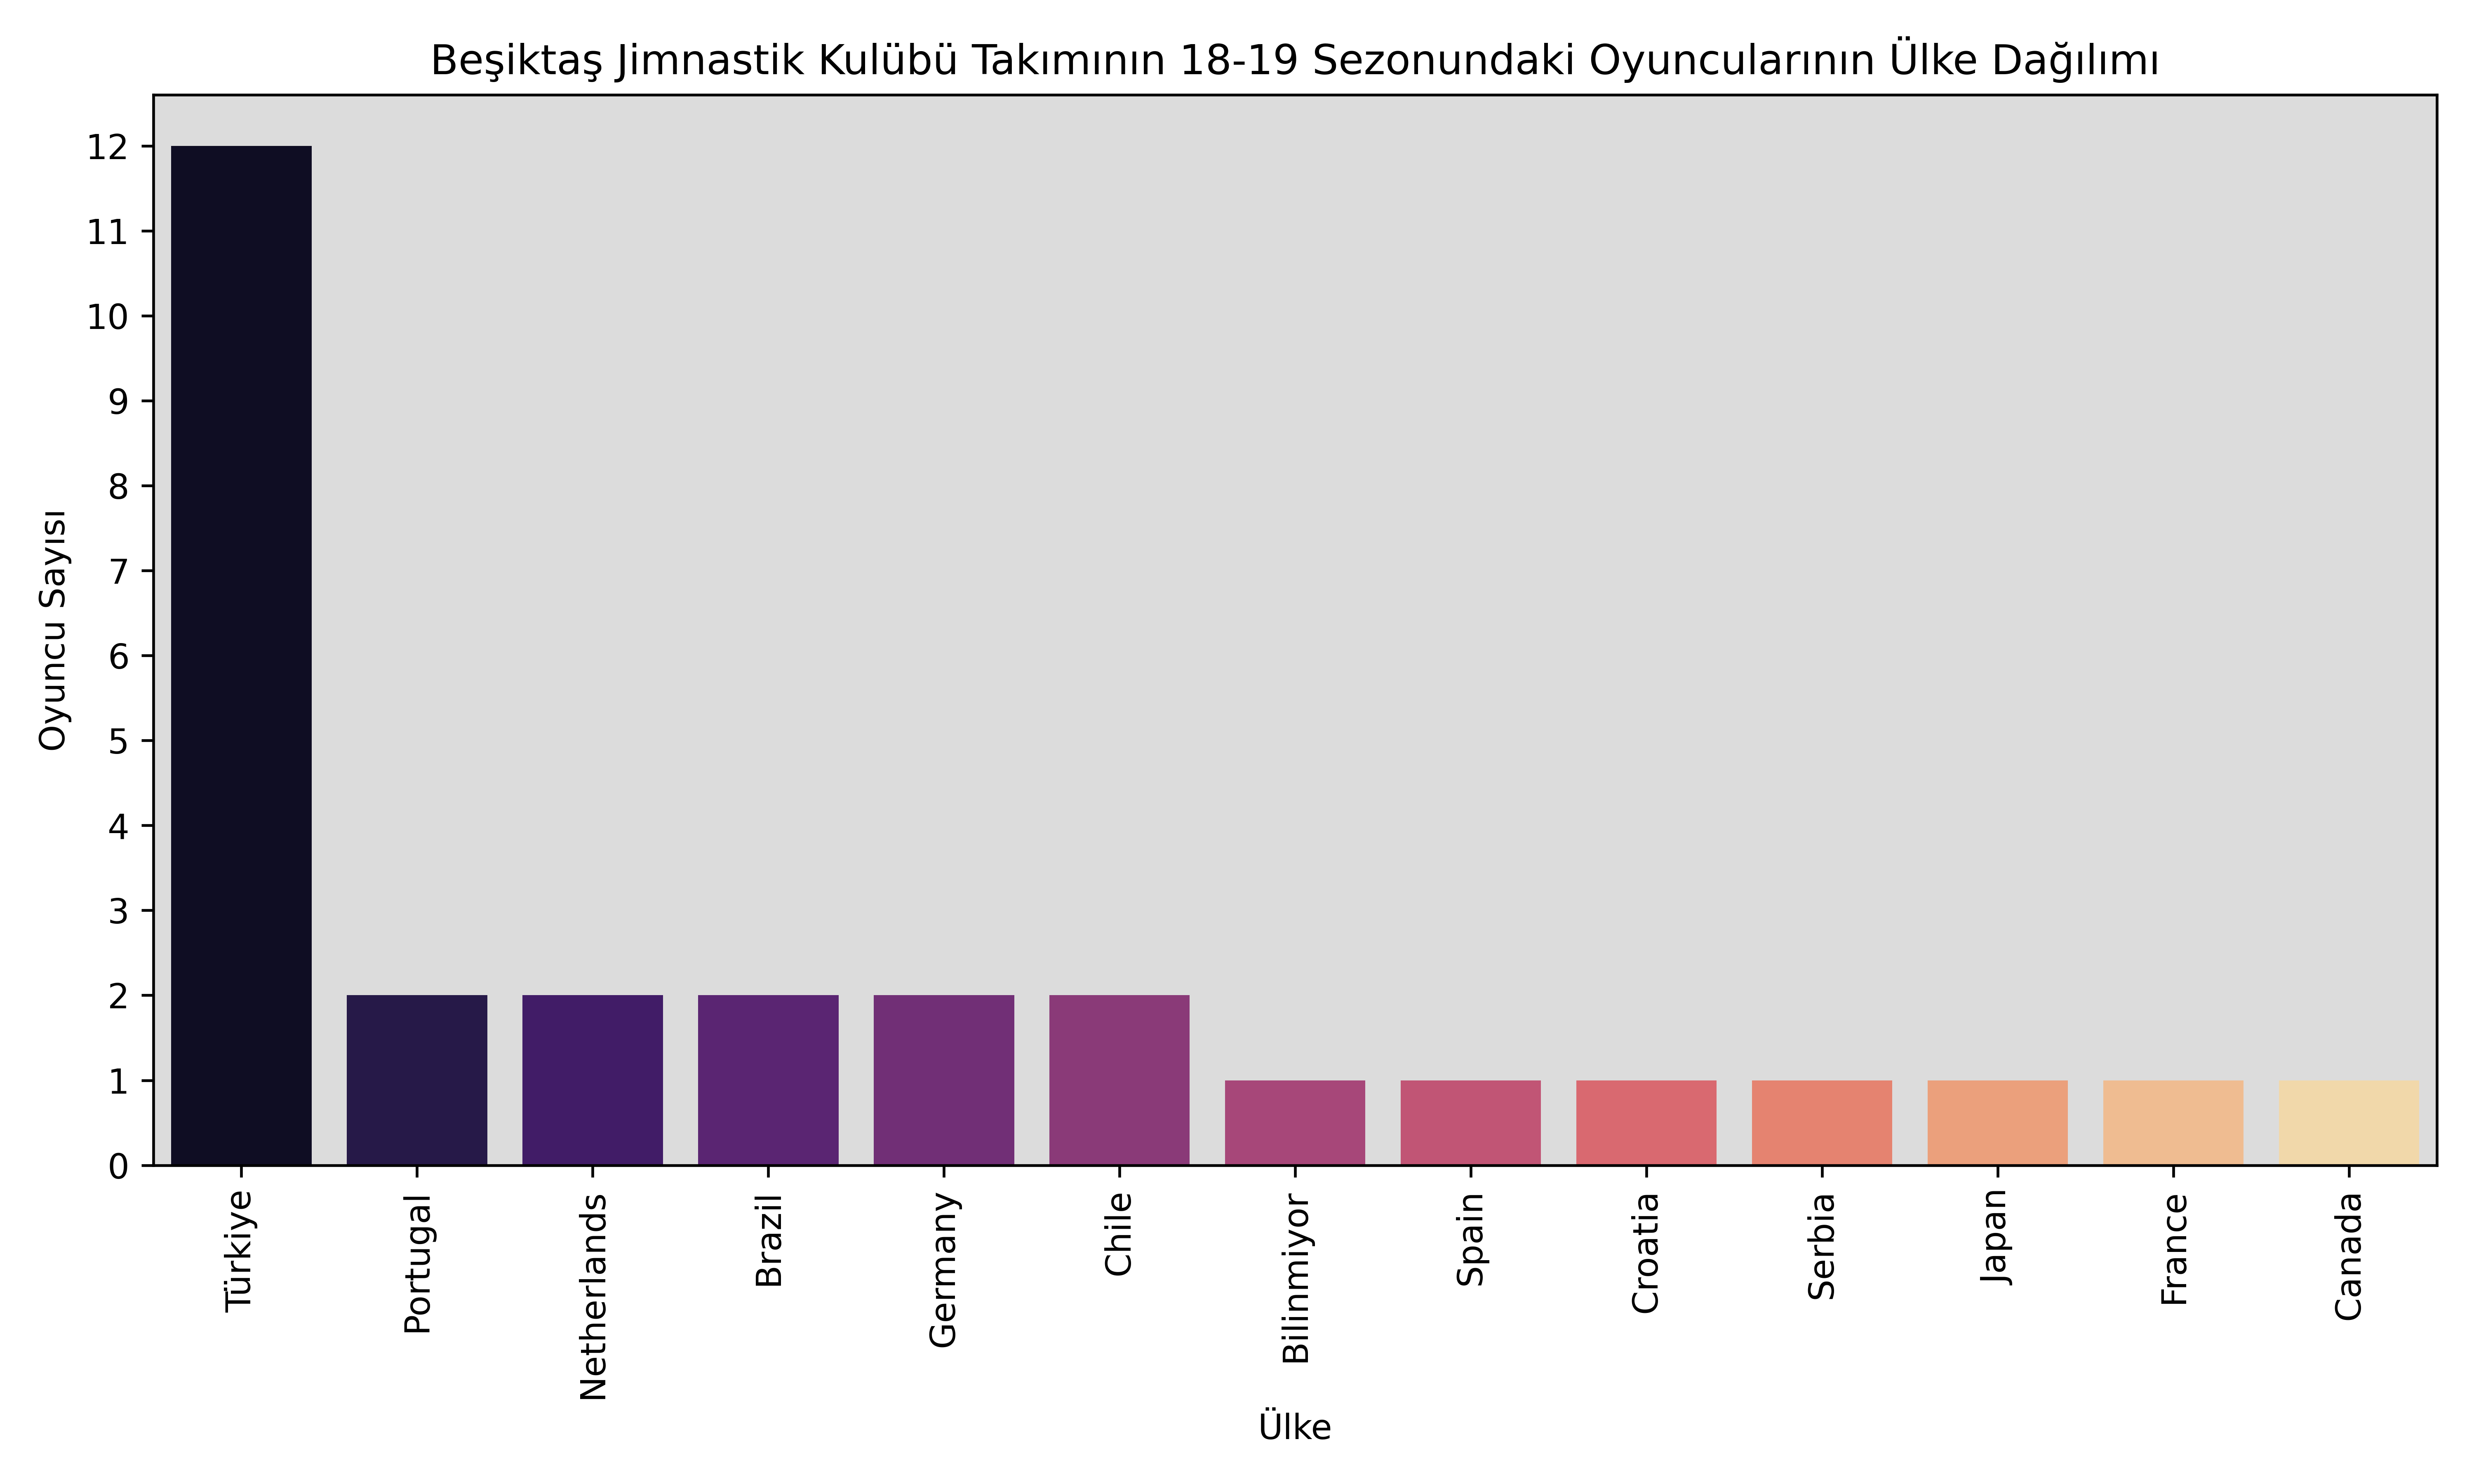 Beşiktaş Jimnastik Kulübü Takımının 18-19 Sezonundaki Oyuncularının Ülke Dağılımı
Oyuncu Sayısı
12
11
10
9
8
7
6
5
4
3
2
1
0
Türkiye
Portugal
Netherlands
Brazil
Germany
Chile
Bilinmiyor
Spain
Croatia
Serbia
Japan
France
Canada
Ülke